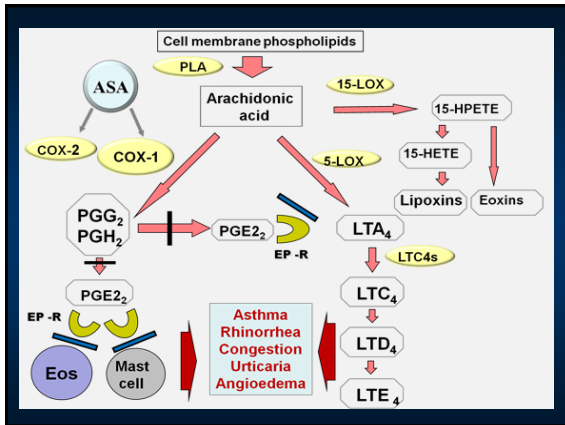 Cell membrane phospholipids
PLA
ASA
15-LOX
Arachidonic
acid
15-HPETE
COX-2
COX-1
15-HETE
5-LOX
Lipoxins
Eoxins
PGG₂
PGH₂
PGE2₂
LTA₄
EP -R
LTC4s
PGE2₂
LTC₄
EP -R
Asthma
Rhinorrhea
Congestion
Urticaria
Angioedema
LTD₄
Eos
Mast
cell
LTE ₄